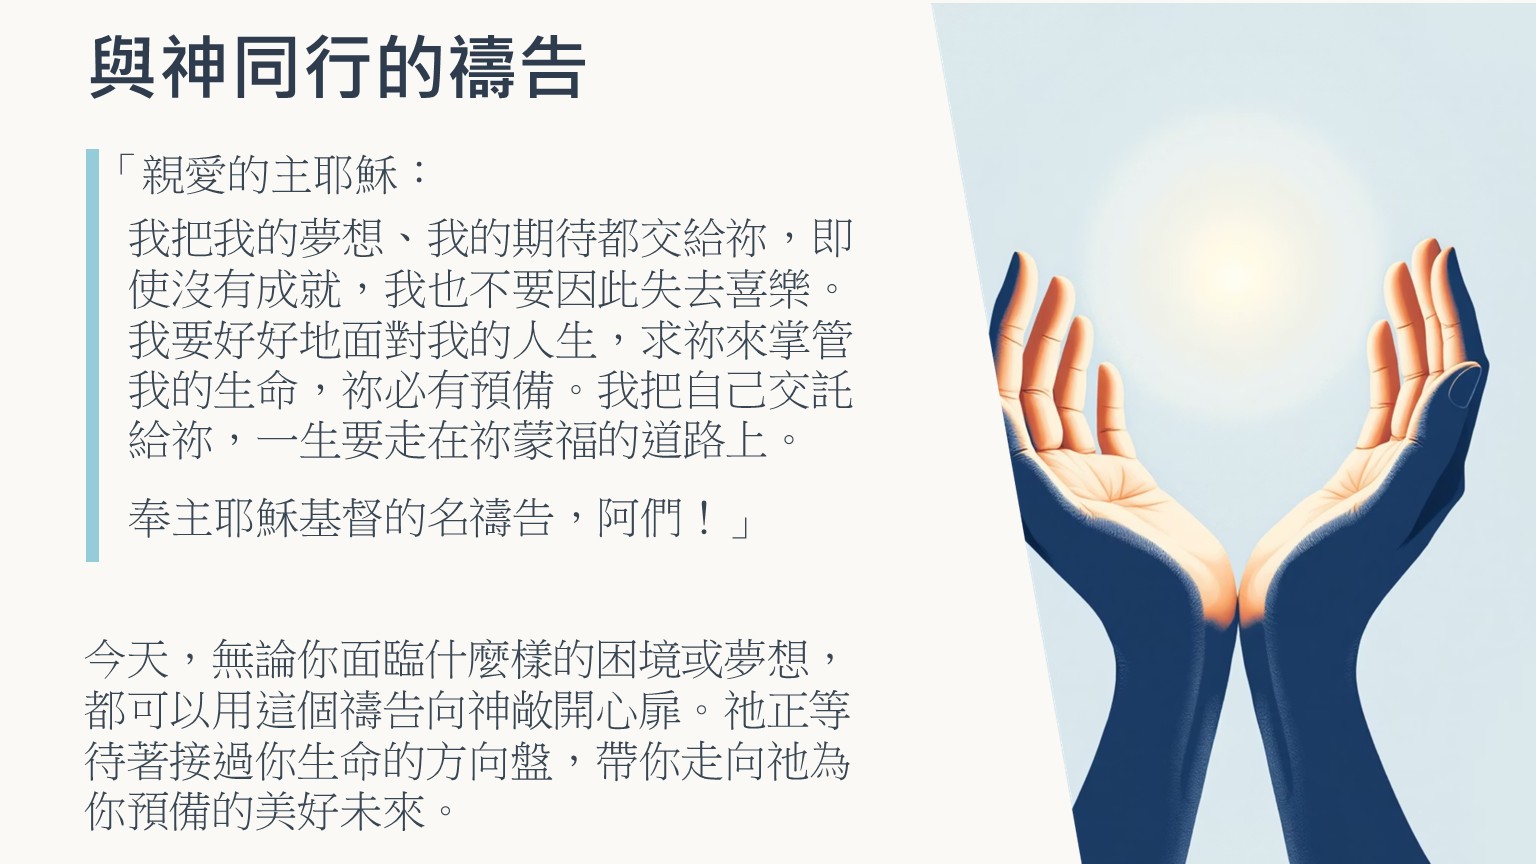 與神同行的禱告
「親愛的主耶穌：
我把我的夢想、我的期待都交給祢，即
使沒有成就，我也不要因此失去喜樂。
我要好好地面對我的人生，求祢來掌管
我的生命，祢必有預備。我把自己交託
給祢，一生要走在祢蒙福的道路上。
奉主耶穌基督的名禱告，阿們！」
今天，無論你面臨什麼樣的困境或夢想，
都可以用這個禱告向神敞開心扉。祂正等
待著接過你生命的方向盤，帶你走向祂為
你預備的美好未來。